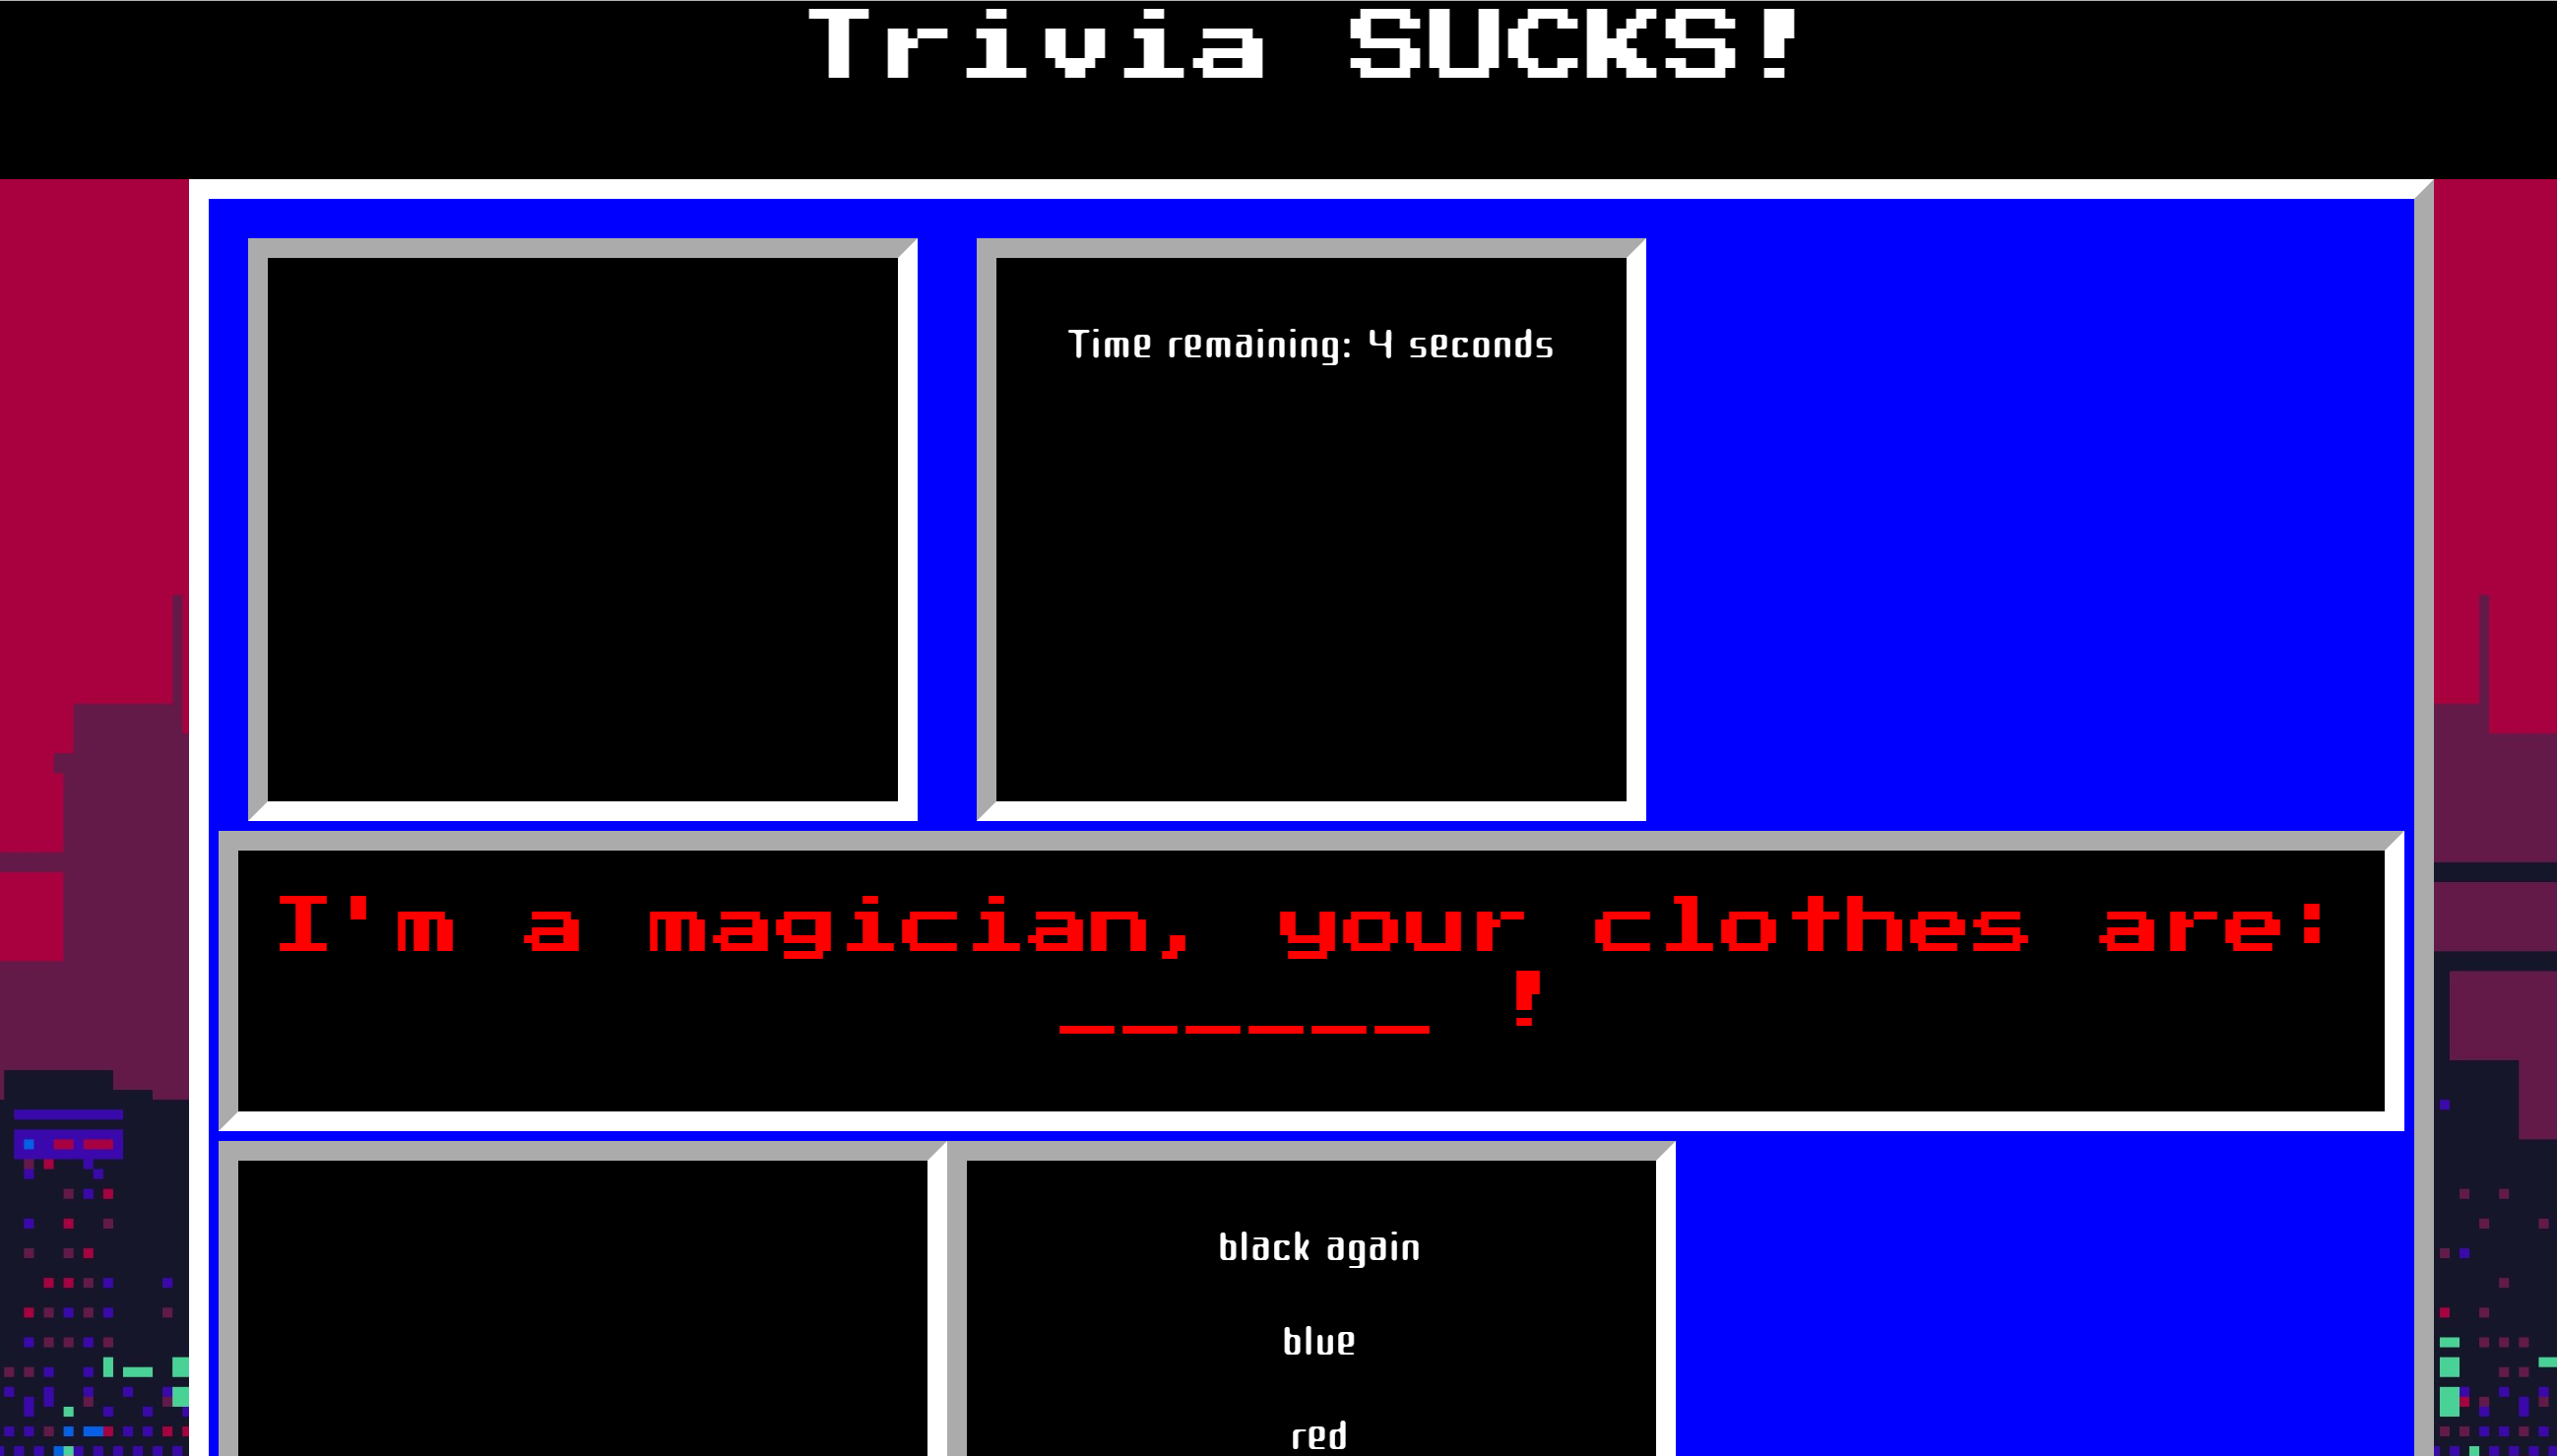 Trivia SUCKS!
Time remaining: 4 seconds
I'm a magician, your clothes are:
______ !
black again
blue
red